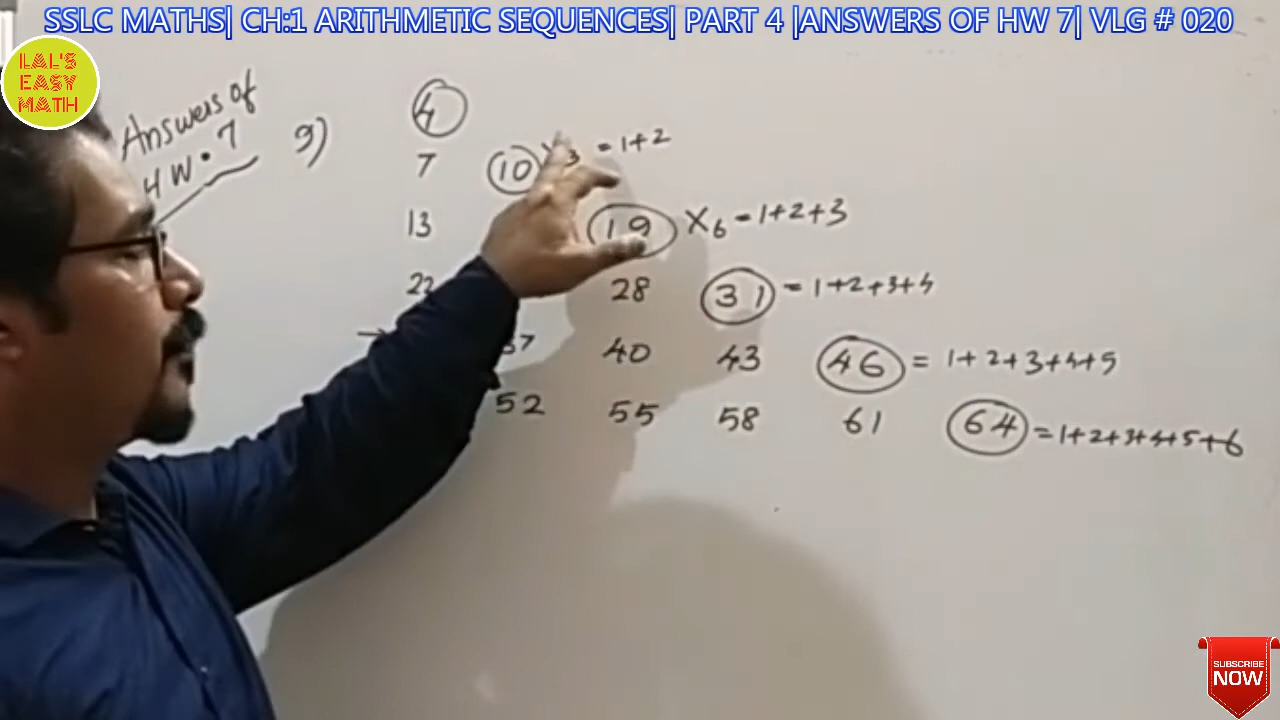 SSLC MATHS| CH:1 ARITHMETIC SEQUENCES| PART 4 |ANSWERS OF HW 7| VLG # 020
LAL'S
EASY
MATH
Answers of
HW • 7
9)
4
7 10 = 1+2
13 19 X6 = 1+2+3
22 28 31 = 1+2+3+4
→ 37 40 43 46 = 1+2+3+4+5
52 55 58 61 64 = 1+2+3+4+5+6
SUBSCRIBE
NOW